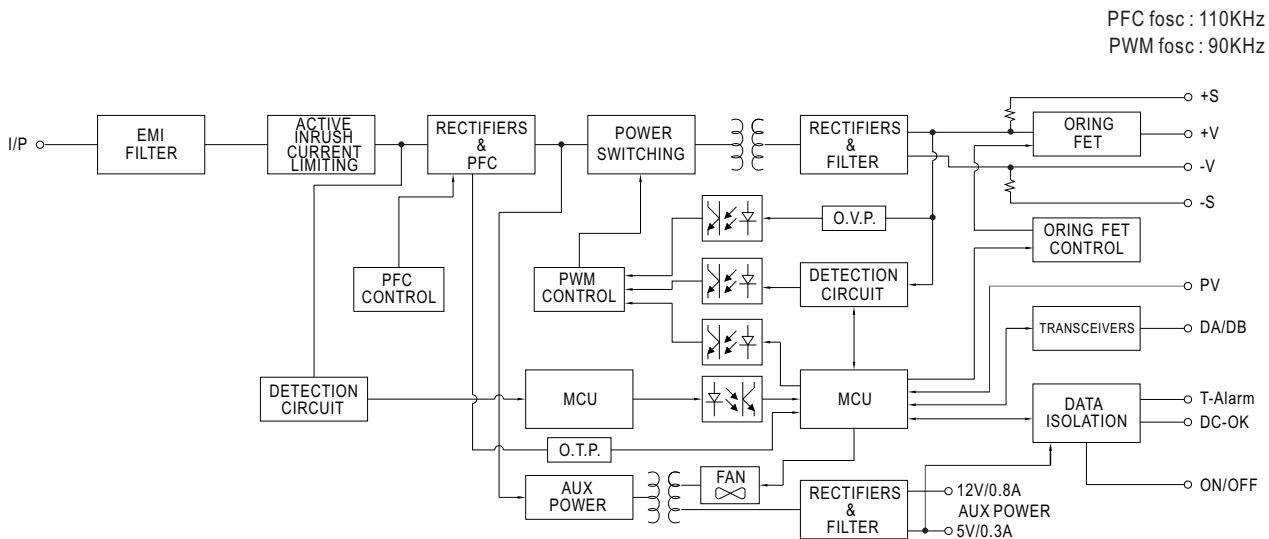 PFC fosc : 110KHz
PWM fosc : 90KHz
I/P
EMI
FILTER
ACTIVE
INRUSH
CURRENT
LIMITING
RECTIFIERS
&
PFC
POWER
SWITCHING
RECTIFIERS
&
FILTER
ORING
FET
+S
+V
-V
-S
O.V.P.
ORING FET
CONTROL
PFC
CONTROL
PWM
CONTROL
DETECTION
CIRCUIT
PV
TRANSCEIVERS
DA/DB
DETECTION
CIRCUIT
MCU
MCU
DATA
ISOLATION
T-Alarm
DC-OK
O.T.P.
AUX
POWER
FAN
RECTIFIERS
&
FILTER
12V/0.8A
AUX POWER
5V/0.3A
ON/OFF